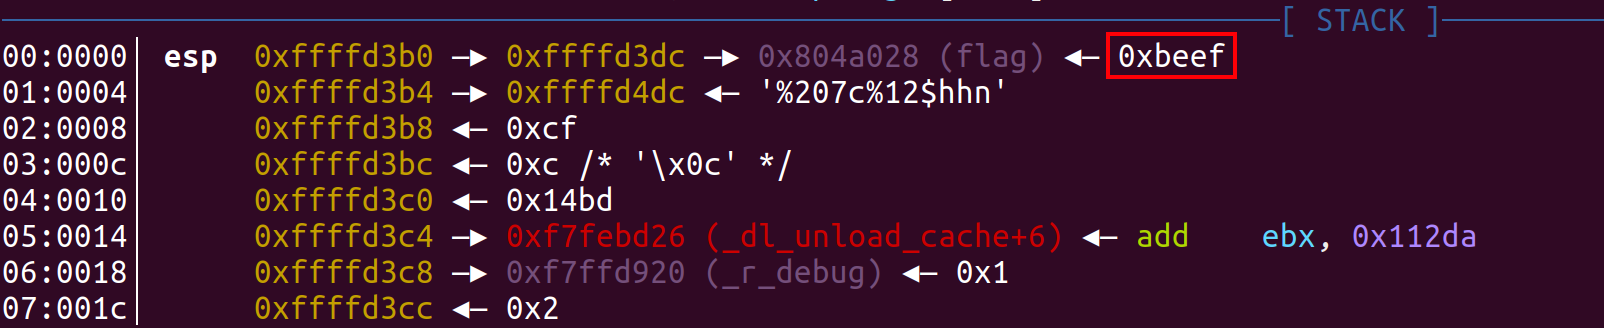 [ STACK ]
00:0000│ esp 0xffffd3b0 —▸ 0xffffd3dc —▸ 0x804a028 (flag) ◂— 0xbeef
01:0004│ 0xffffd3b4 —▸ 0xffffd4dc ◂— '%207c%12$hhn'
02:0008│ 0xffffd3b8 ◂— 0xcf
03:000c│ 0xffffd3bc ◂— 0xc /* '\x0c' */
04:0010│ 0xffffd3c0 ◂— 0x14bd
05:0014│ 0xffffd3c4 —▸ 0xf7febd26 (_dl_unload_cache+6) ◂— add ebx, 0x112da
06:0018│ 0xffffd3c8 —▸ 0xf7ffd920 (_r_debug) ◂— 0x1
07:001c│ 0xffffd3cc ◂— 0x2